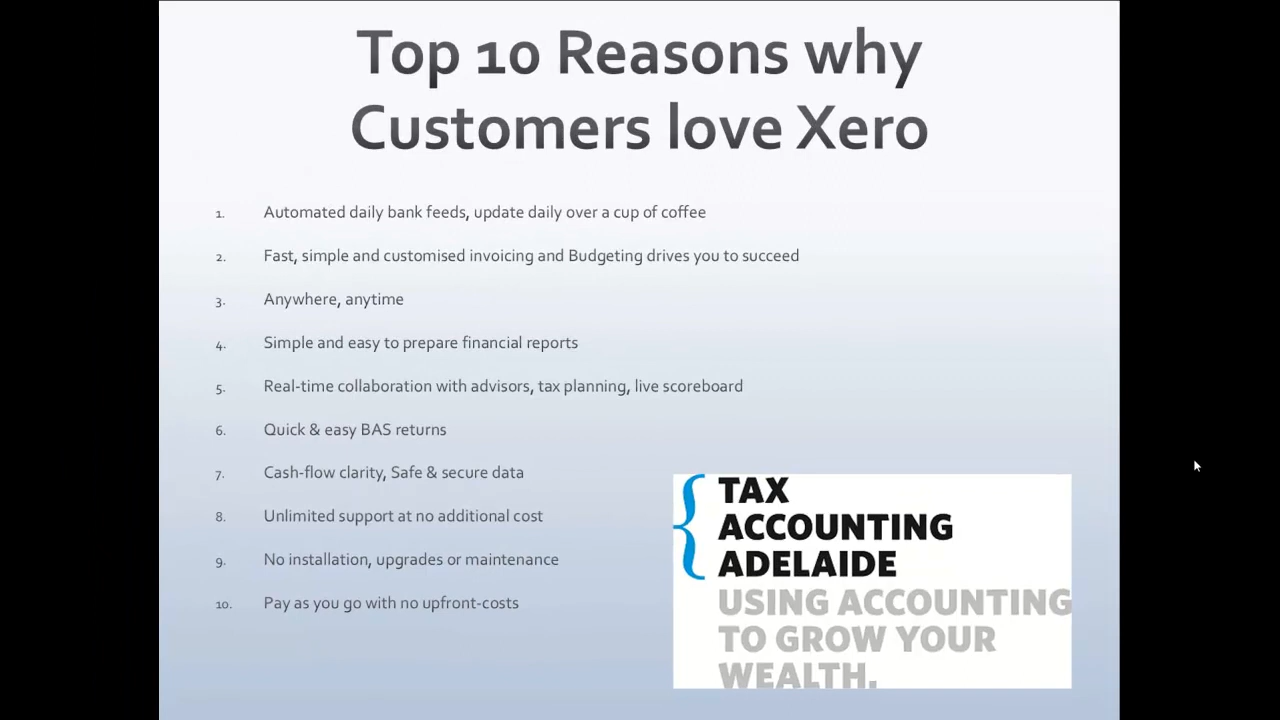 Top 10 Reasons why
Customers love Xero
1. Automated daily bank feeds, update daily over a cup of coffee
2. Fast, simple and customised invoicing and Budgeting drives you to succeed
3. Anywhere, anytime
4. Simple and easy to prepare financial reports
5. Real-time collaboration with advisors, tax planning, live scoreboard
6. Quick & easy BAS returns
7. Cash-flow clarity, Safe & secure data
8. Unlimited support at no additional cost
9. No installation, upgrades or maintenance
10. Pay as you go with no upfront-costs
TAX
ACCOUNTING
ADELAIDE
USING ACCOUNTING
TO GROW YOUR
WEALTH.